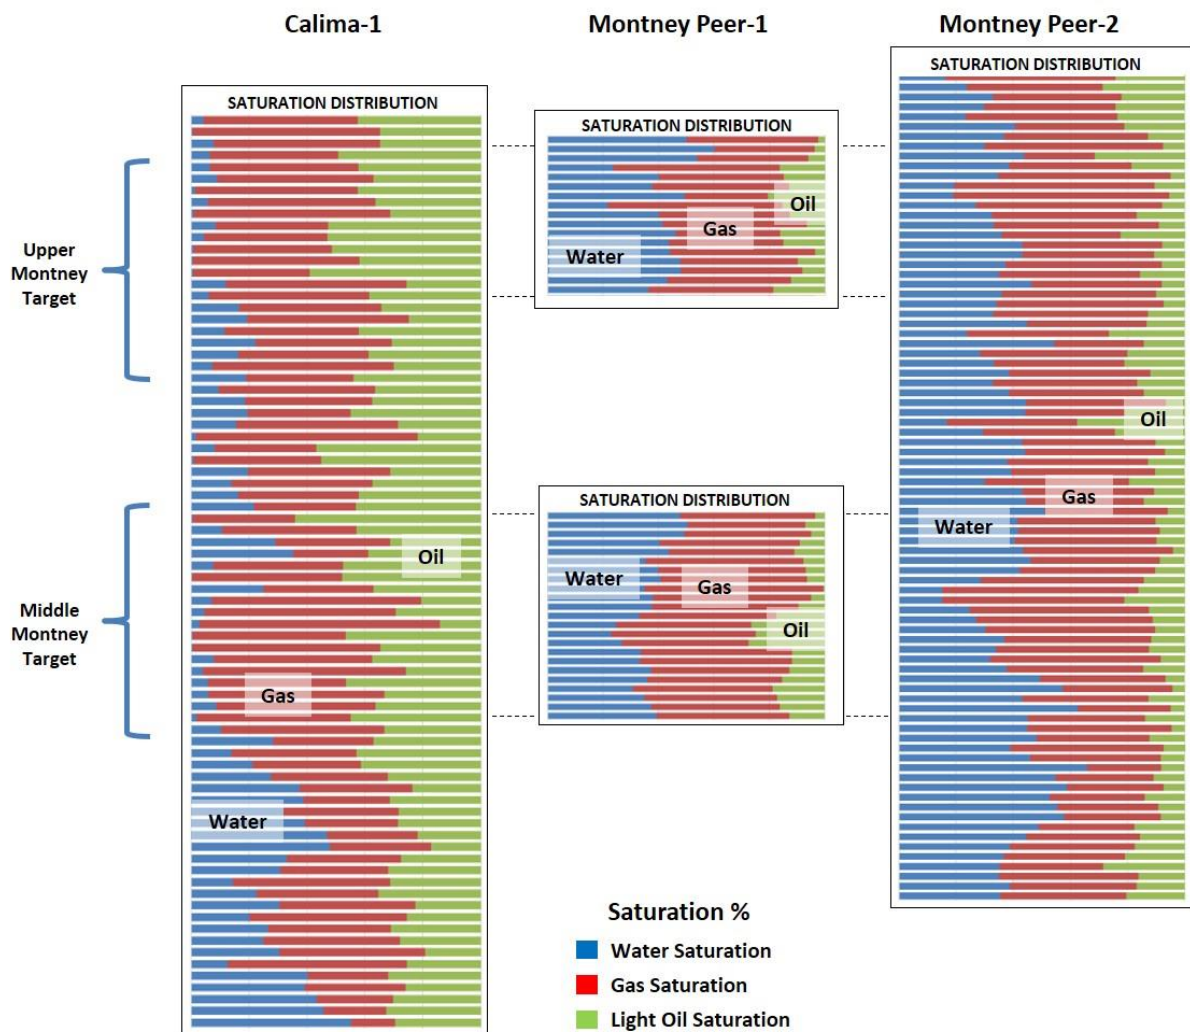 Calima-1
Montney Peer-1
Montney Peer-2
SATURATION DISTRIBUTION
Oil
Gas
Water
SATURATION DISTRIBUTION
Oil
Gas
Water
SATURATION DISTRIBUTION
Water
Gas
Oil
SATURATION DISTRIBUTION
Oil
Gas
Water
Upper
Montney
Target
Middle
Montney
Target
Saturation %
Water Saturation
Gas Saturation
Light Oil Saturation